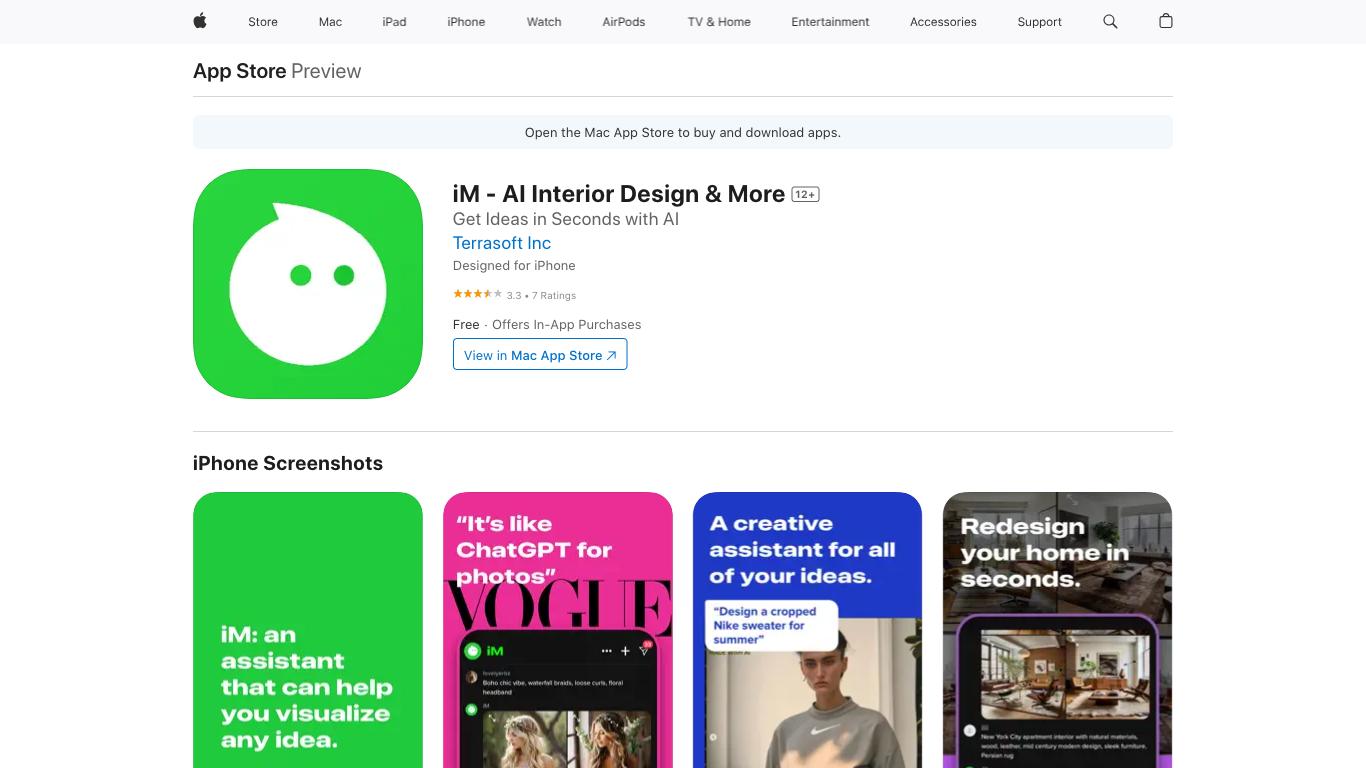 Store Mac iPad iPhone Watch AirPods TV & Home Entertainment Accessories Support
App Store Preview
Open the Mac App Store to buy and download apps.
iM - AI Interior Design & More 12+
Get Ideas in Seconds with AI
Terrasoft Inc
Designed for iPhone
3.3 • 7 Ratings
Free · Offers In-App Purchases
View in Mac App Store
iPhone Screenshots
iM: an
assistant
that can help
you visualize
any idea.
“It’s like
ChatGPT for
photos”
VOGUE
iM
Boho chic vibe, waterfall braids, loose curls, floral
headband
iM
A creative
assistant for all
of your ideas.
“Design a cropped
Nike sweater for
summer”
MADE WITH AI
Redesign
your home in
seconds.
iM
New York City apartment interior with natural materials,
wood, leather, mid century modern design, sleek furniture,
Persian rug